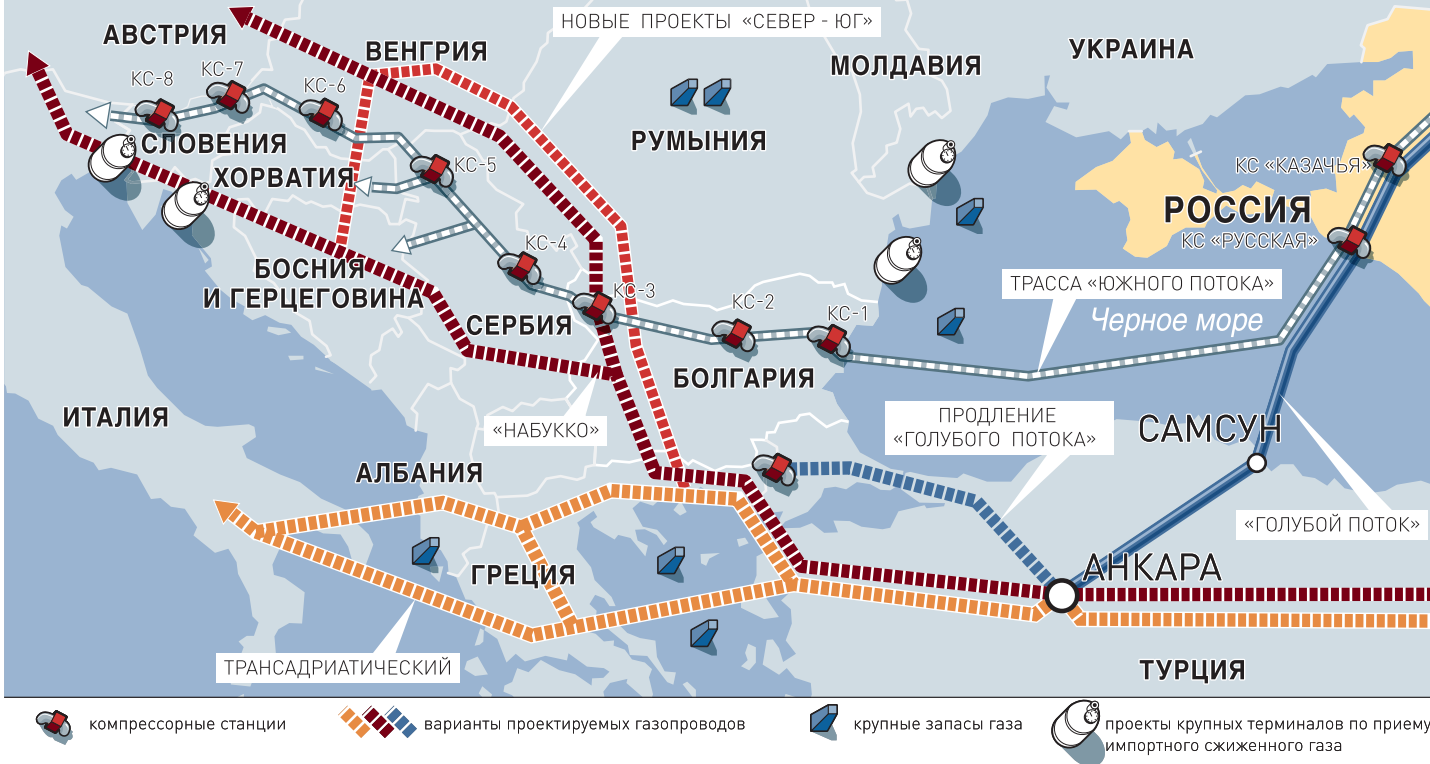 НОВЫЕ ПРОЕКТЫ «СЕВЕР - ЮГ»
АВСТРИЯ
ВЕНГРИЯ
УКРАИНА
МОЛДАВИЯ
КС-8
КС-7
КС-6
РУМЫНИЯ
СЛОВЕНИЯ
КС-5
КС «КАЗАЧЬЯ»
ХОРВАТИЯ
РОССИЯ
КС «РУССКАЯ»
КС-4
БОСНИЯ
И ГЕРЦЕГОВИНА
КС-3
КС-2
КС-1
ТРАССА «ЮЖНОГО ПОТОКА»
Черное море
СЕРБИЯ
БОЛГАРИЯ
ИТАЛИЯ
«НАБУККО»
ПРОДЛЕНИЕ
«ГОЛУБОГО ПОТОКА»
САМСУН
АЛБАНИЯ
«ГОЛУБОЙ ПОТОК»
ГРЕЦИЯ
АНКАРА
ТРАНСАДРИАТИЧЕСКИЙ
ТУРЦИЯ
компрессорные станции
варианты проектируемых газопроводов
крупные запасы газа
проекты крупных терминалов по приему
импортного сжиженного газа